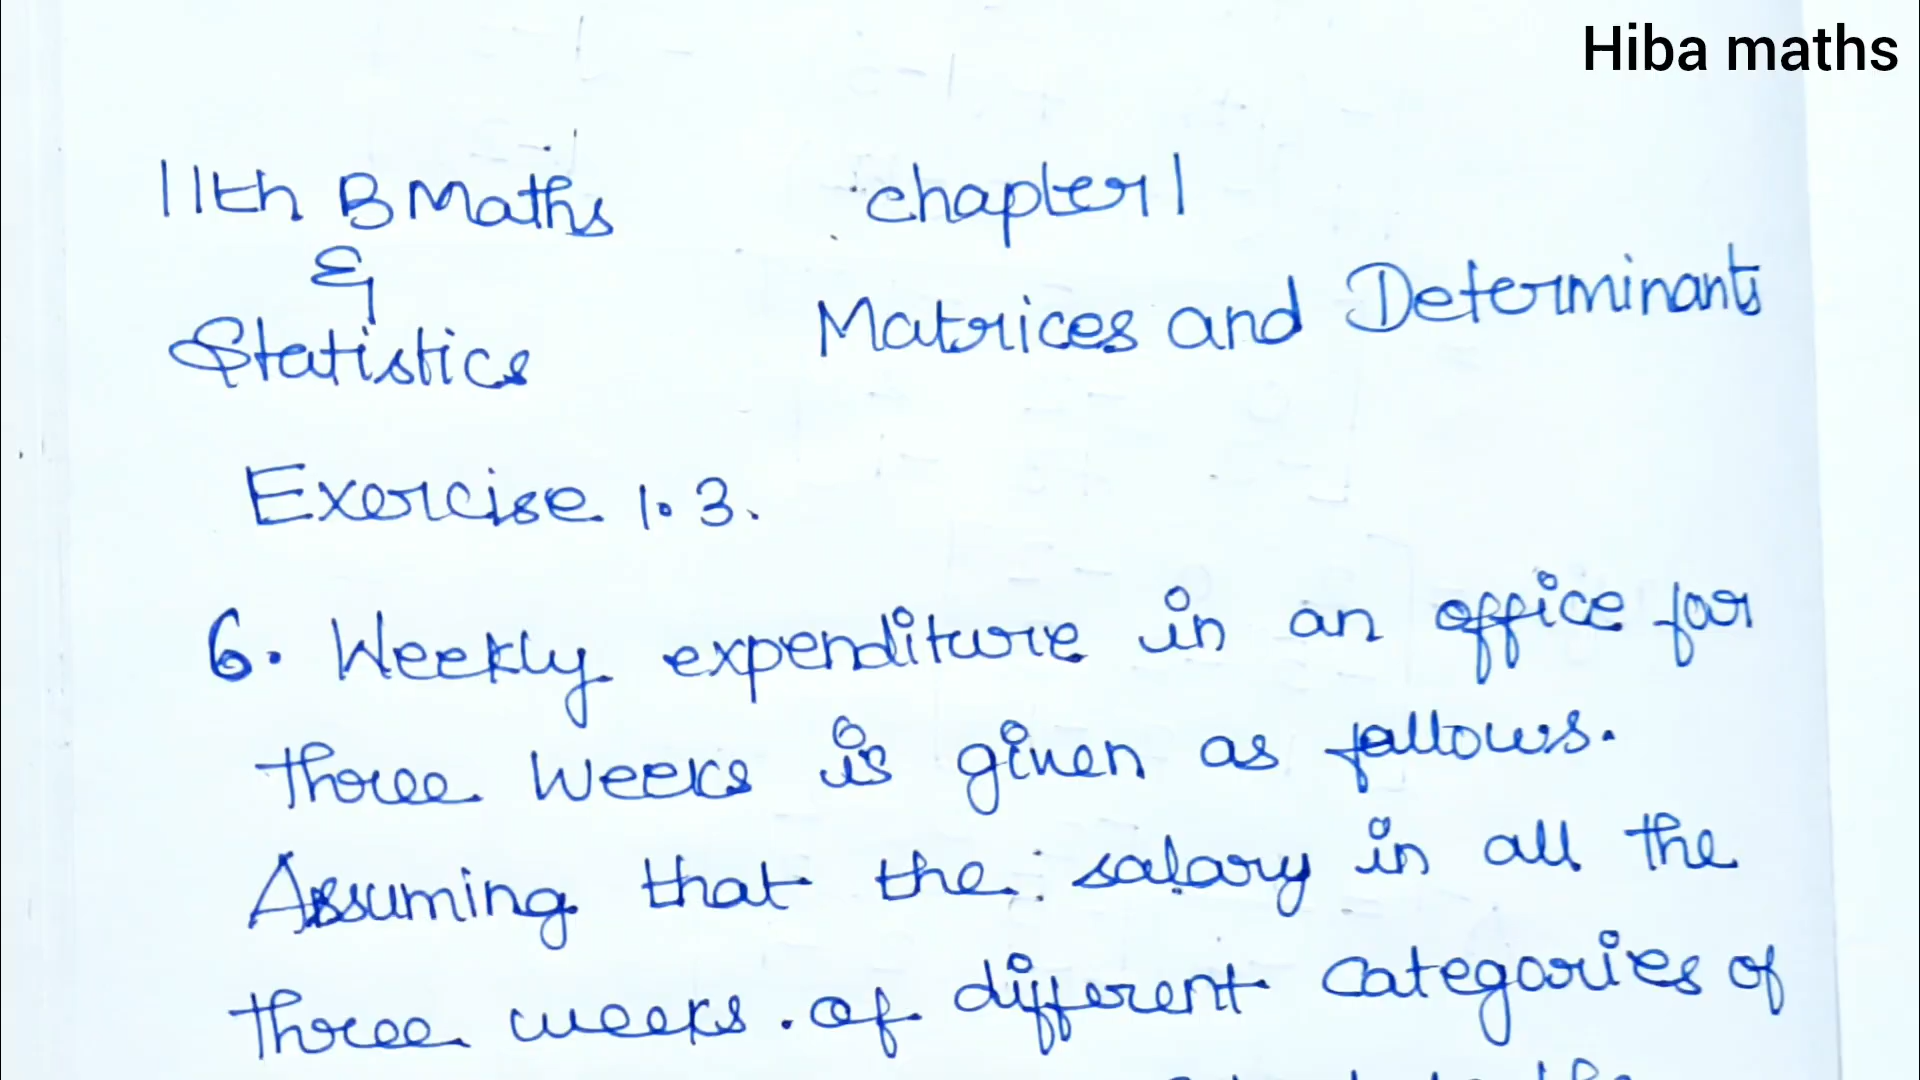 Hiba maths
11th B Maths
&
Statistics
chapter 1
Matrices and Determinants
Exercise 1.3.
6. Weekly expenditure in an office for
three weeks is given as follows.
Assuming that the salary in all the
three weeks of different categories of